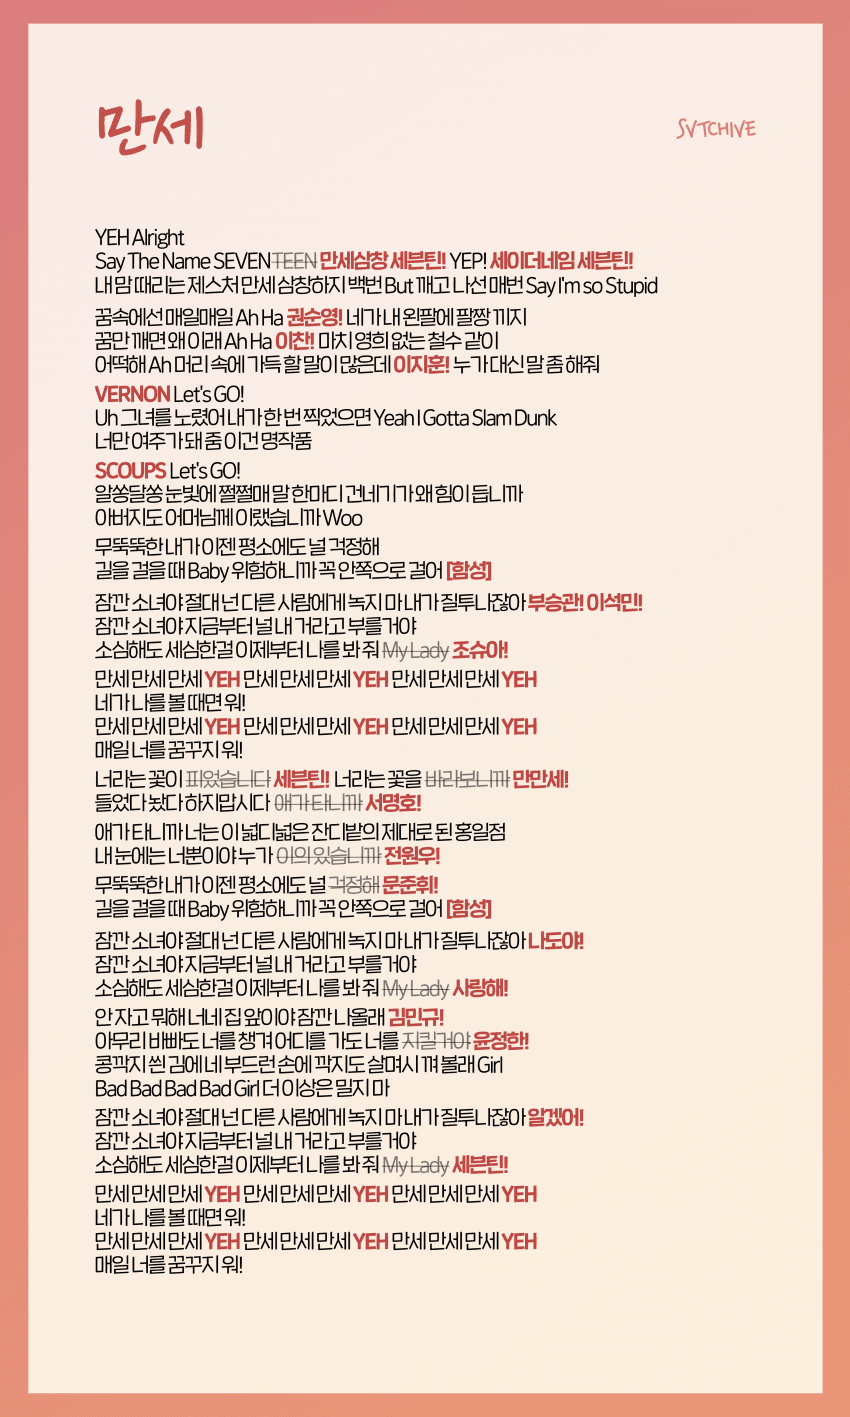 만세
SVTCHIVE
YEH Alright
Say The Name SEVENTEEN 만세삼창 세븐틴! YEP! 세이더네임 세븐틴!
내 맘 때리는 제스처 만세 삼창하지 백번 But 깨고 나선 매번 Say I'm so Stupid
꿈속에선 매일매일 Ah Ha 권순영! 네가 내 왼팔에 팔짱 끼지
꿈만 깨면 왜 이래 Ah Ha 이찬! 마치 영희 없는 철수 같이
어떡해 Ah 머리 속에 가득 할 말이 많은데 이지훈! 누가 대신 말 좀 해줘
VERNON Let's GO!
Uh 그녀를 노렸어 내가 한 번 찍었으면 Yeah I Gotta Slam Dunk
너만 여주가 돼 줌 이건 명작품
SCOUPS Let's GO!
알쏭달쏭 눈빛에 쩔쩔매 말 한마디 건네기가 왜 힘이 듭니까
아버지도 어머님께 이랬습니까 Woo
무뚝뚝한 내가 이젠 평소에도 널 걱정해
길을 걸을 때 Baby 위험하니까 꼭 안쪽으로 걸어 [함성]
잠깐 소녀야 절대 넌 다른 사람에게 녹지 마 내가 질투나잖아 부승관! 이석민!
잠깐 소녀야 지금부터 널 내 거라고 부를거야
소심해도 세심한걸 이제부터 나를 봐 줘 My Lady 조슈아!
만세 만세 만세 YEH 만세 만세 만세 YEH 만세 만세 만세 YEH
네가 나를 볼 때면 워!
만세 만세 만세 YEH 만세 만세 만세 YEH 만세 만세 만세 YEH
매일 너를 꿈꾸지 워!
너라는 꽃이 피었습니다 세븐틴! 너라는 꽃을 바라보니까 만만세!
들었다 놨다 하지맙시다 애가 타니까 서명호!
애가 타니까 너는 이 넓디넓은 잔디밭의 제대로 된 홍일점
내 눈에는 너뿐이야 누가 이의 있습니까 전원우!
무뚝뚝한 내가 이젠 평소에도 널 걱정해 문준휘!
길을 걸을 때 Baby 위험하니까 꼭 안쪽으로 걸어 [함성]
잠깐 소녀야 절대 넌 다른 사람에게 녹지 마 내가 질투나잖아 나도야!
잠깐 소녀야 지금부터 널 내 거라고 부를거야
소심해도 세심한걸 이제부터 나를 봐 줘 My Lady 사랑해!
안 자고 뭐해 너네 집 앞이야 잠깐 나올래 김민규!
아무리 바빠도 너를 챙겨 어디를 가도 너를 지킬거야 윤정한!
콩깍지 씐 김에 네 부드런 손에 깍지도 살며시 껴 볼래 Girl
Bad Bad Bad Bad Girl 더 이상은 밀지 마
잠깐 소녀야 절대 넌 다른 사람에게 녹지 마 내가 질투나잖아 알겠어!
잠깐 소녀야 지금부터 널 내 거라고 부를거야
소심해도 세심한걸 이제부터 나를 봐 줘 My Lady 세븐틴!
만세 만세 만세 YEH 만세 만세 만세 YEH 만세 만세 만세 YEH
네가 나를 볼 때면 워!
만세 만세 만세 YEH 만세 만세 만세 YEH 만세 만세 만세 YEH
매일 너를 꿈꾸지 워!